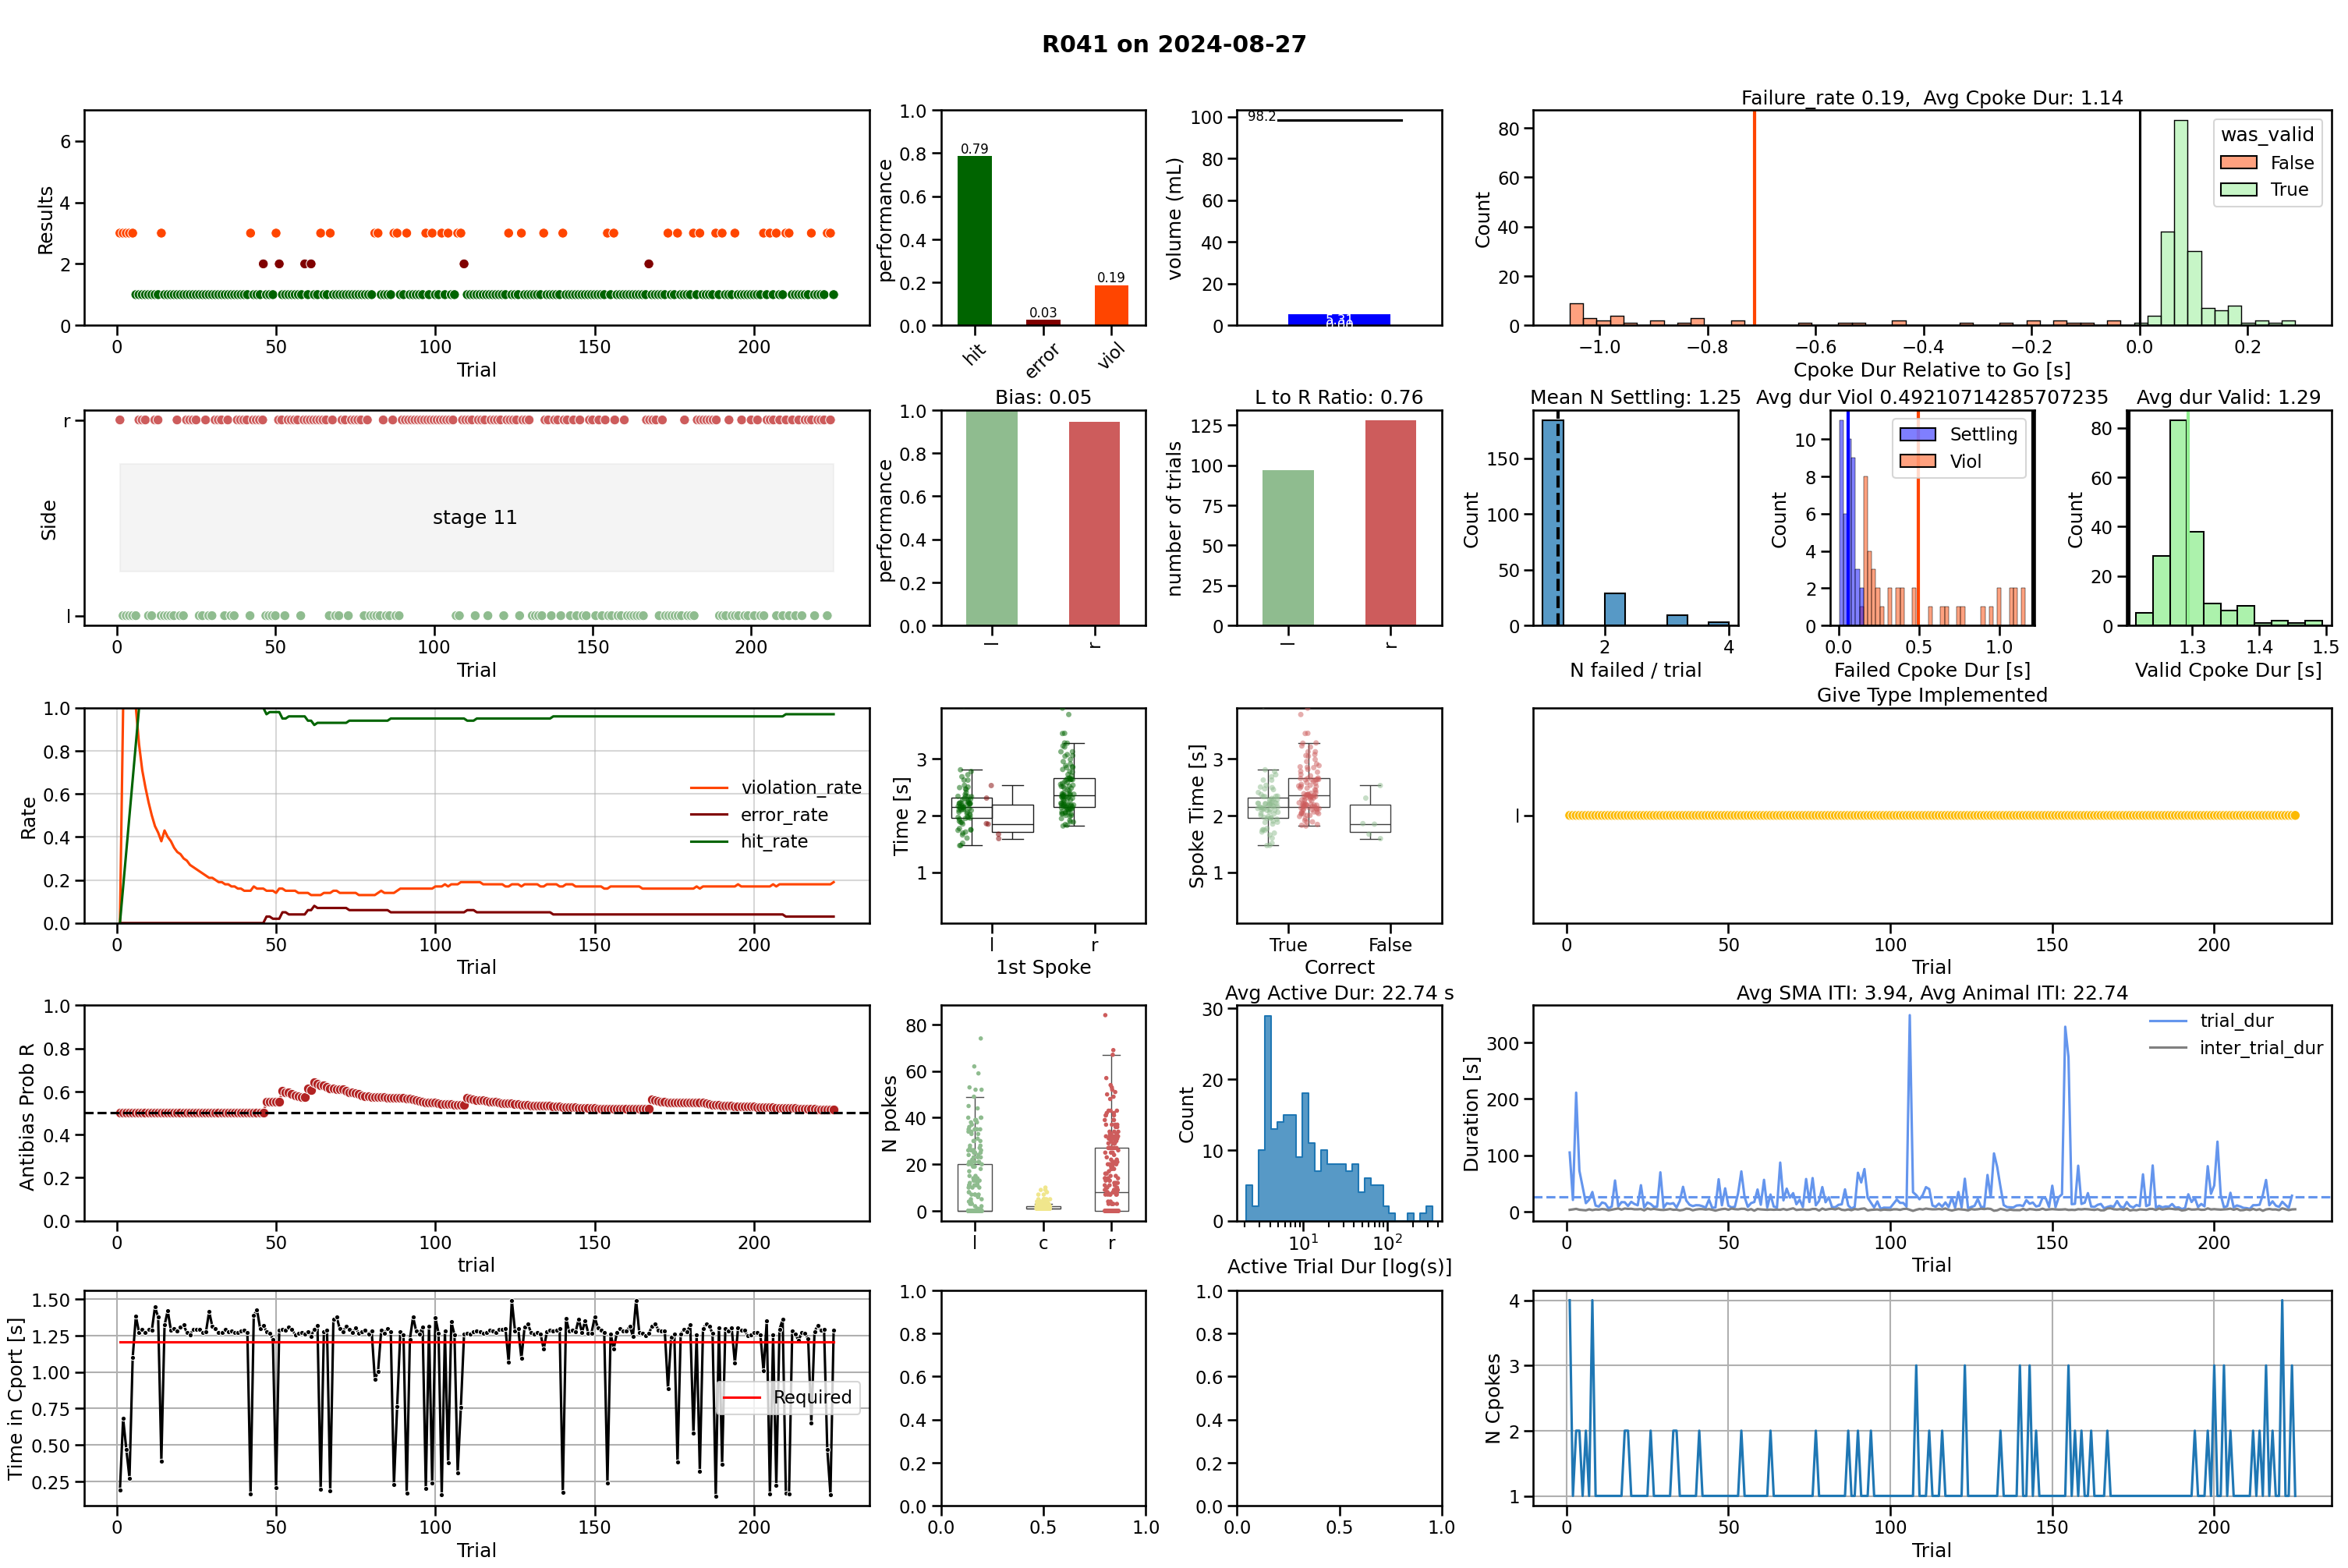 R041 on 2024-08-27
Results
6
4
2
0
0
50
100
150
200
Trial
performance
1.0
0.8
0.6
0.4
0.2
0.0
0.79
0.03
0.19
hit
error
viol
volume (mL)
100
80
60
40
20
0
98.2
Failure_rate 0.19,  Avg Cpoke Dur: 1.14
Count
80
60
40
20
0
was_valid
False
True
−1.0
−0.8
−0.6
−0.4
−0.2
0.0
0.2
Cpoke Dur Relative to Go [s]
Side
r
l
stage 11
0
50
100
150
200
Trial
Bias: 0.05
performance
1.0
0.8
0.6
0.4
0.2
0.0
l
r
L to R Ratio: 0.76
number of trials
125
100
75
50
25
0
l
r
Mean N Settling: 1.25
Count
150
100
50
0
2
4
N failed / trial
Avg dur Viol 0.49210714285707235
Count
10
8
6
4
2
0
Settling
Viol
0.0
0.5
1.0
Failed Cpoke Dur [s]
Avg dur Valid: 1.29
Count
80
60
40
20
0
1.3
1.4
1.5
Valid Cpoke Dur [s]
Rate
1.0
0.8
0.6
0.4
0.2
0.0
violation_rate
error_rate
hit_rate
0
50
100
150
200
Trial
Time [s]
3
2
1
l
r
1st Spoke
Spoke Time [s]
3
2
1
True
False
Correct
Give Type Implemented
l
0
50
100
150
200
Trial
Antibias Prob R
1.0
0.8
0.6
0.4
0.2
0.0
0
50
100
150
200
trial
N pokes
80
60
40
20
0
l
c
r
Avg Active Dur: 22.74 s
Count
30
20
10
0
10¹
10²
Active Trial Dur [log(s)]
Avg SMA ITI: 3.94, Avg Animal ITI: 22.74
Duration [s]
300
200
100
0
trial_dur
inter_trial_dur
0
50
100
150
200
Trial
Time in Cport [s]
1.50
1.25
1.00
0.75
0.50
0.25
Required
0
50
100
150
200
Trial
1.0
0.8
0.6
0.4
0.2
0.0
0.0
0.5
1.0
1.0
0.8
0.6
0.4
0.2
0.0
0.0
0.5
1.0
N Cpokes
4
3
2
1
0
50
100
150
200
Trial